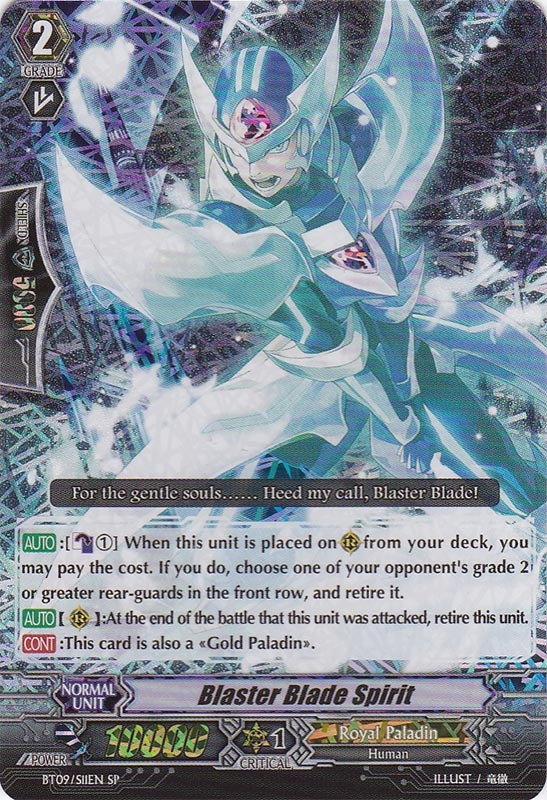 2
GRADE
SHIELD
5000
For the gentle souls...... Heed my call, Blaster Blade!
AUTO :[ ①] When this unit is placed on R from your deck, you
may pay the cost. If you do, choose one of your opponent's grade 2
or greater rear-guards in the front row, and retire it.
AUTO [ R ]:At the end of the battle that this unit was attacked, retire this unit.
CONT :This card is also a «Gold Paladin».
NORMAL
UNIT
Blaster Blade Spirit
POWER
10000
1
CRITICAL
Royal Paladin
Human
BT09/S11EN SP
ILLUST / 竜徹